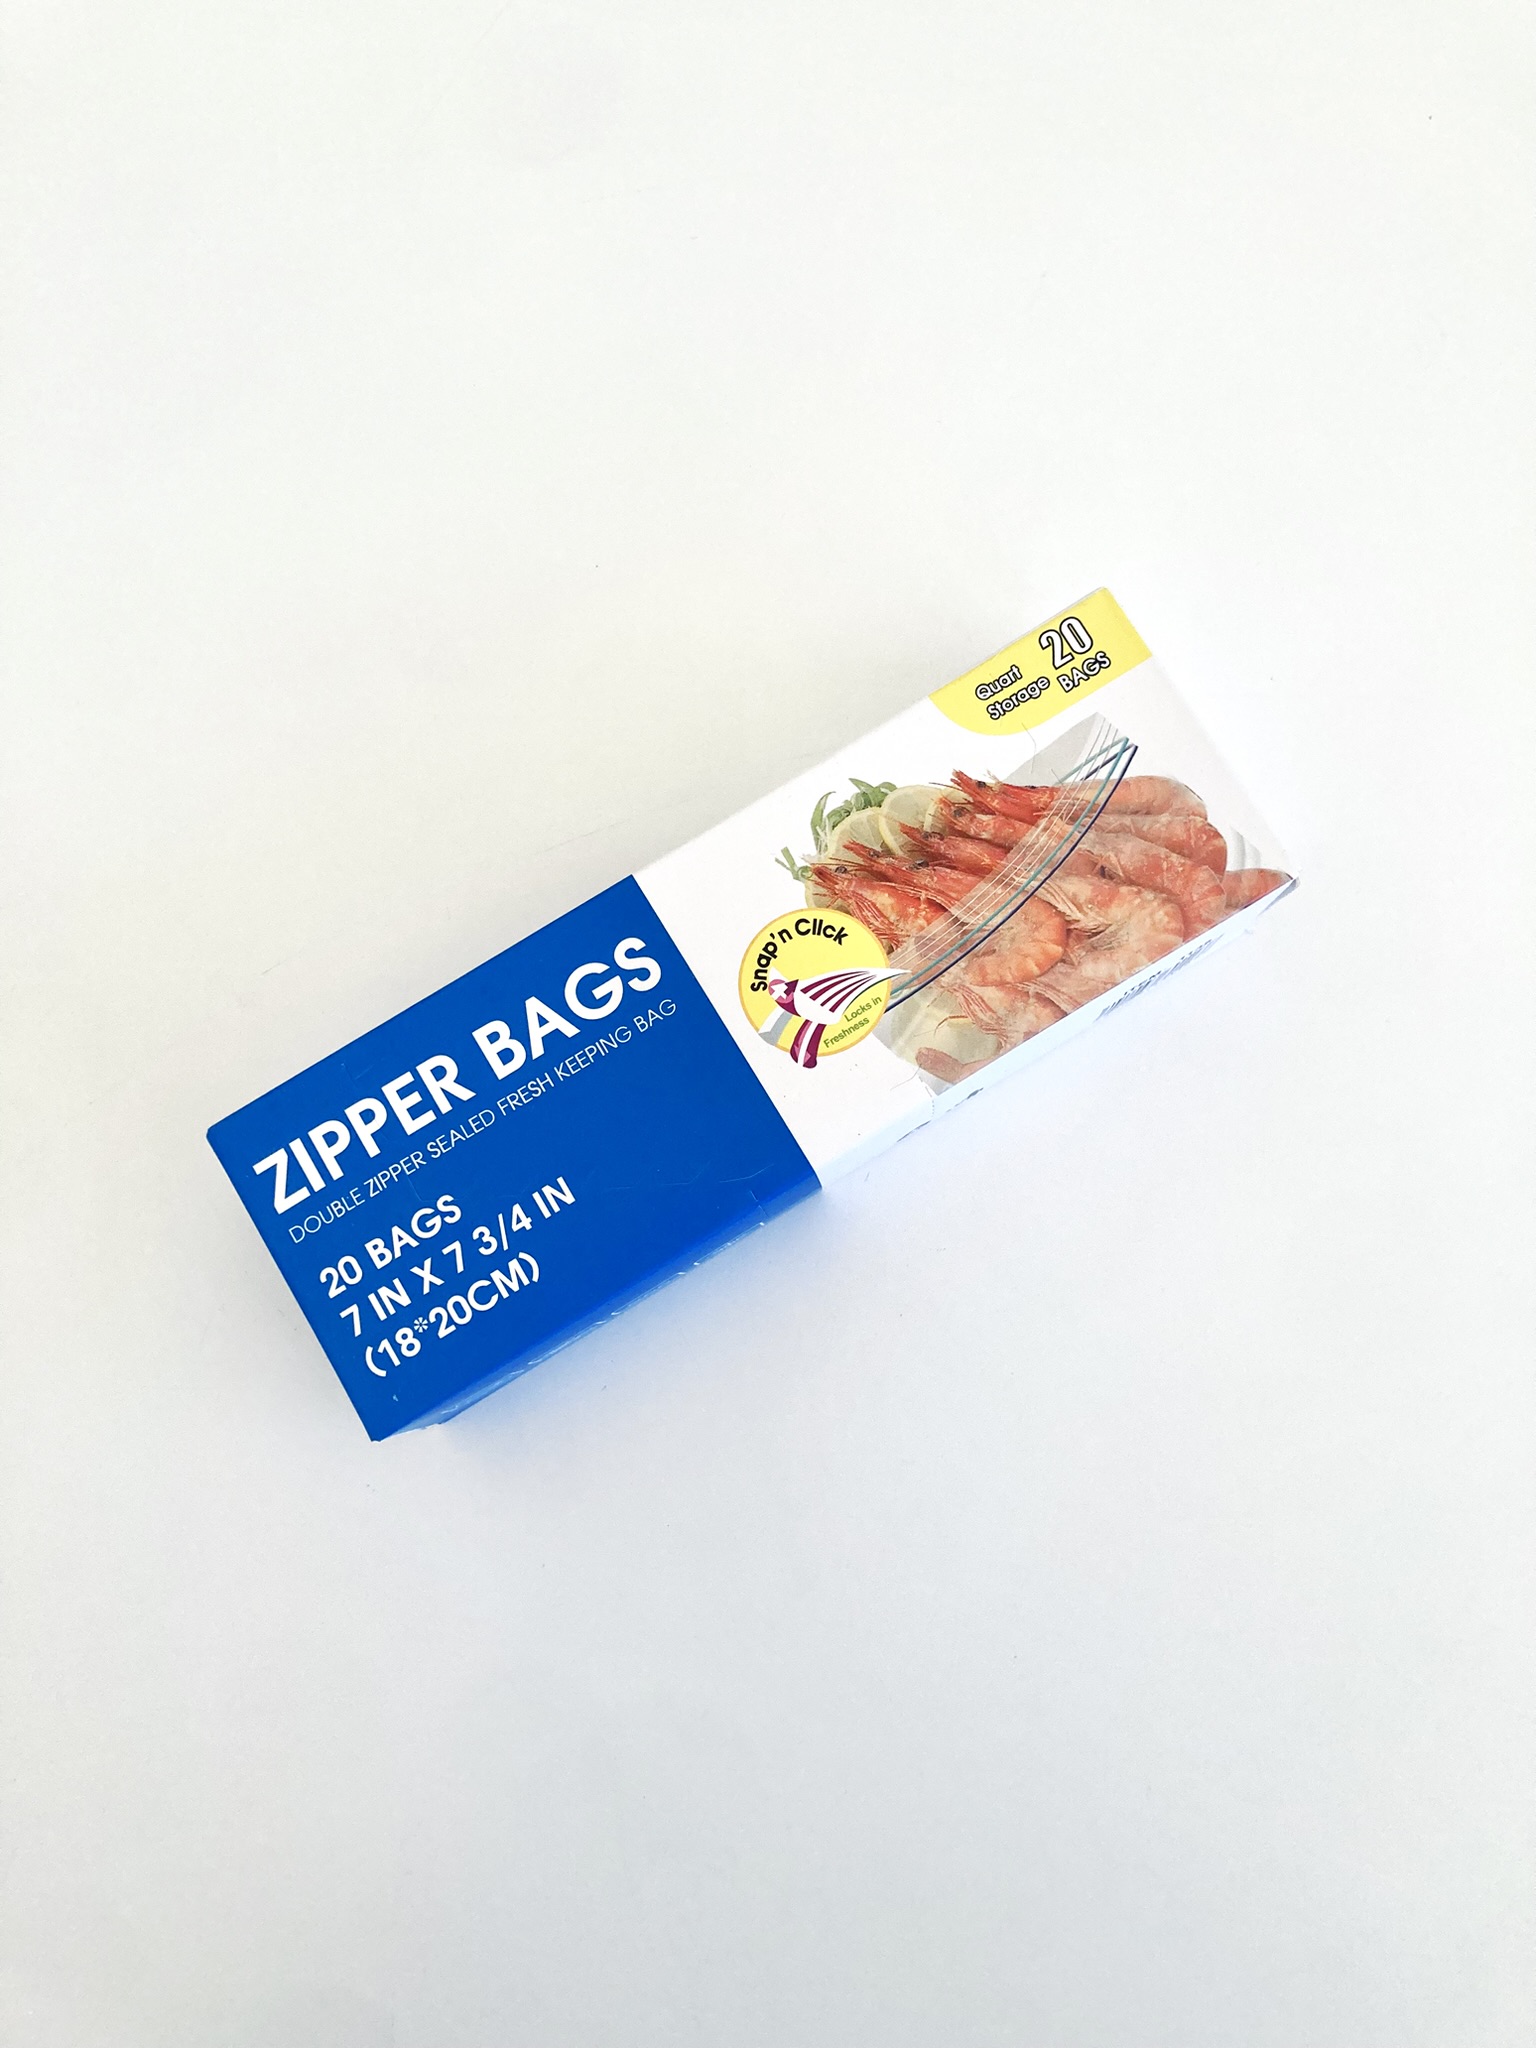 ZIPPER BAGS
DOUBLE ZIPPER SEALED FRESH KEEPING BAG
20 BAGS
7 IN X 7 3/4 IN
(18*20CM)
Snap'n Click
Locks in
Freshness
Quart
Storage
20
BAGS